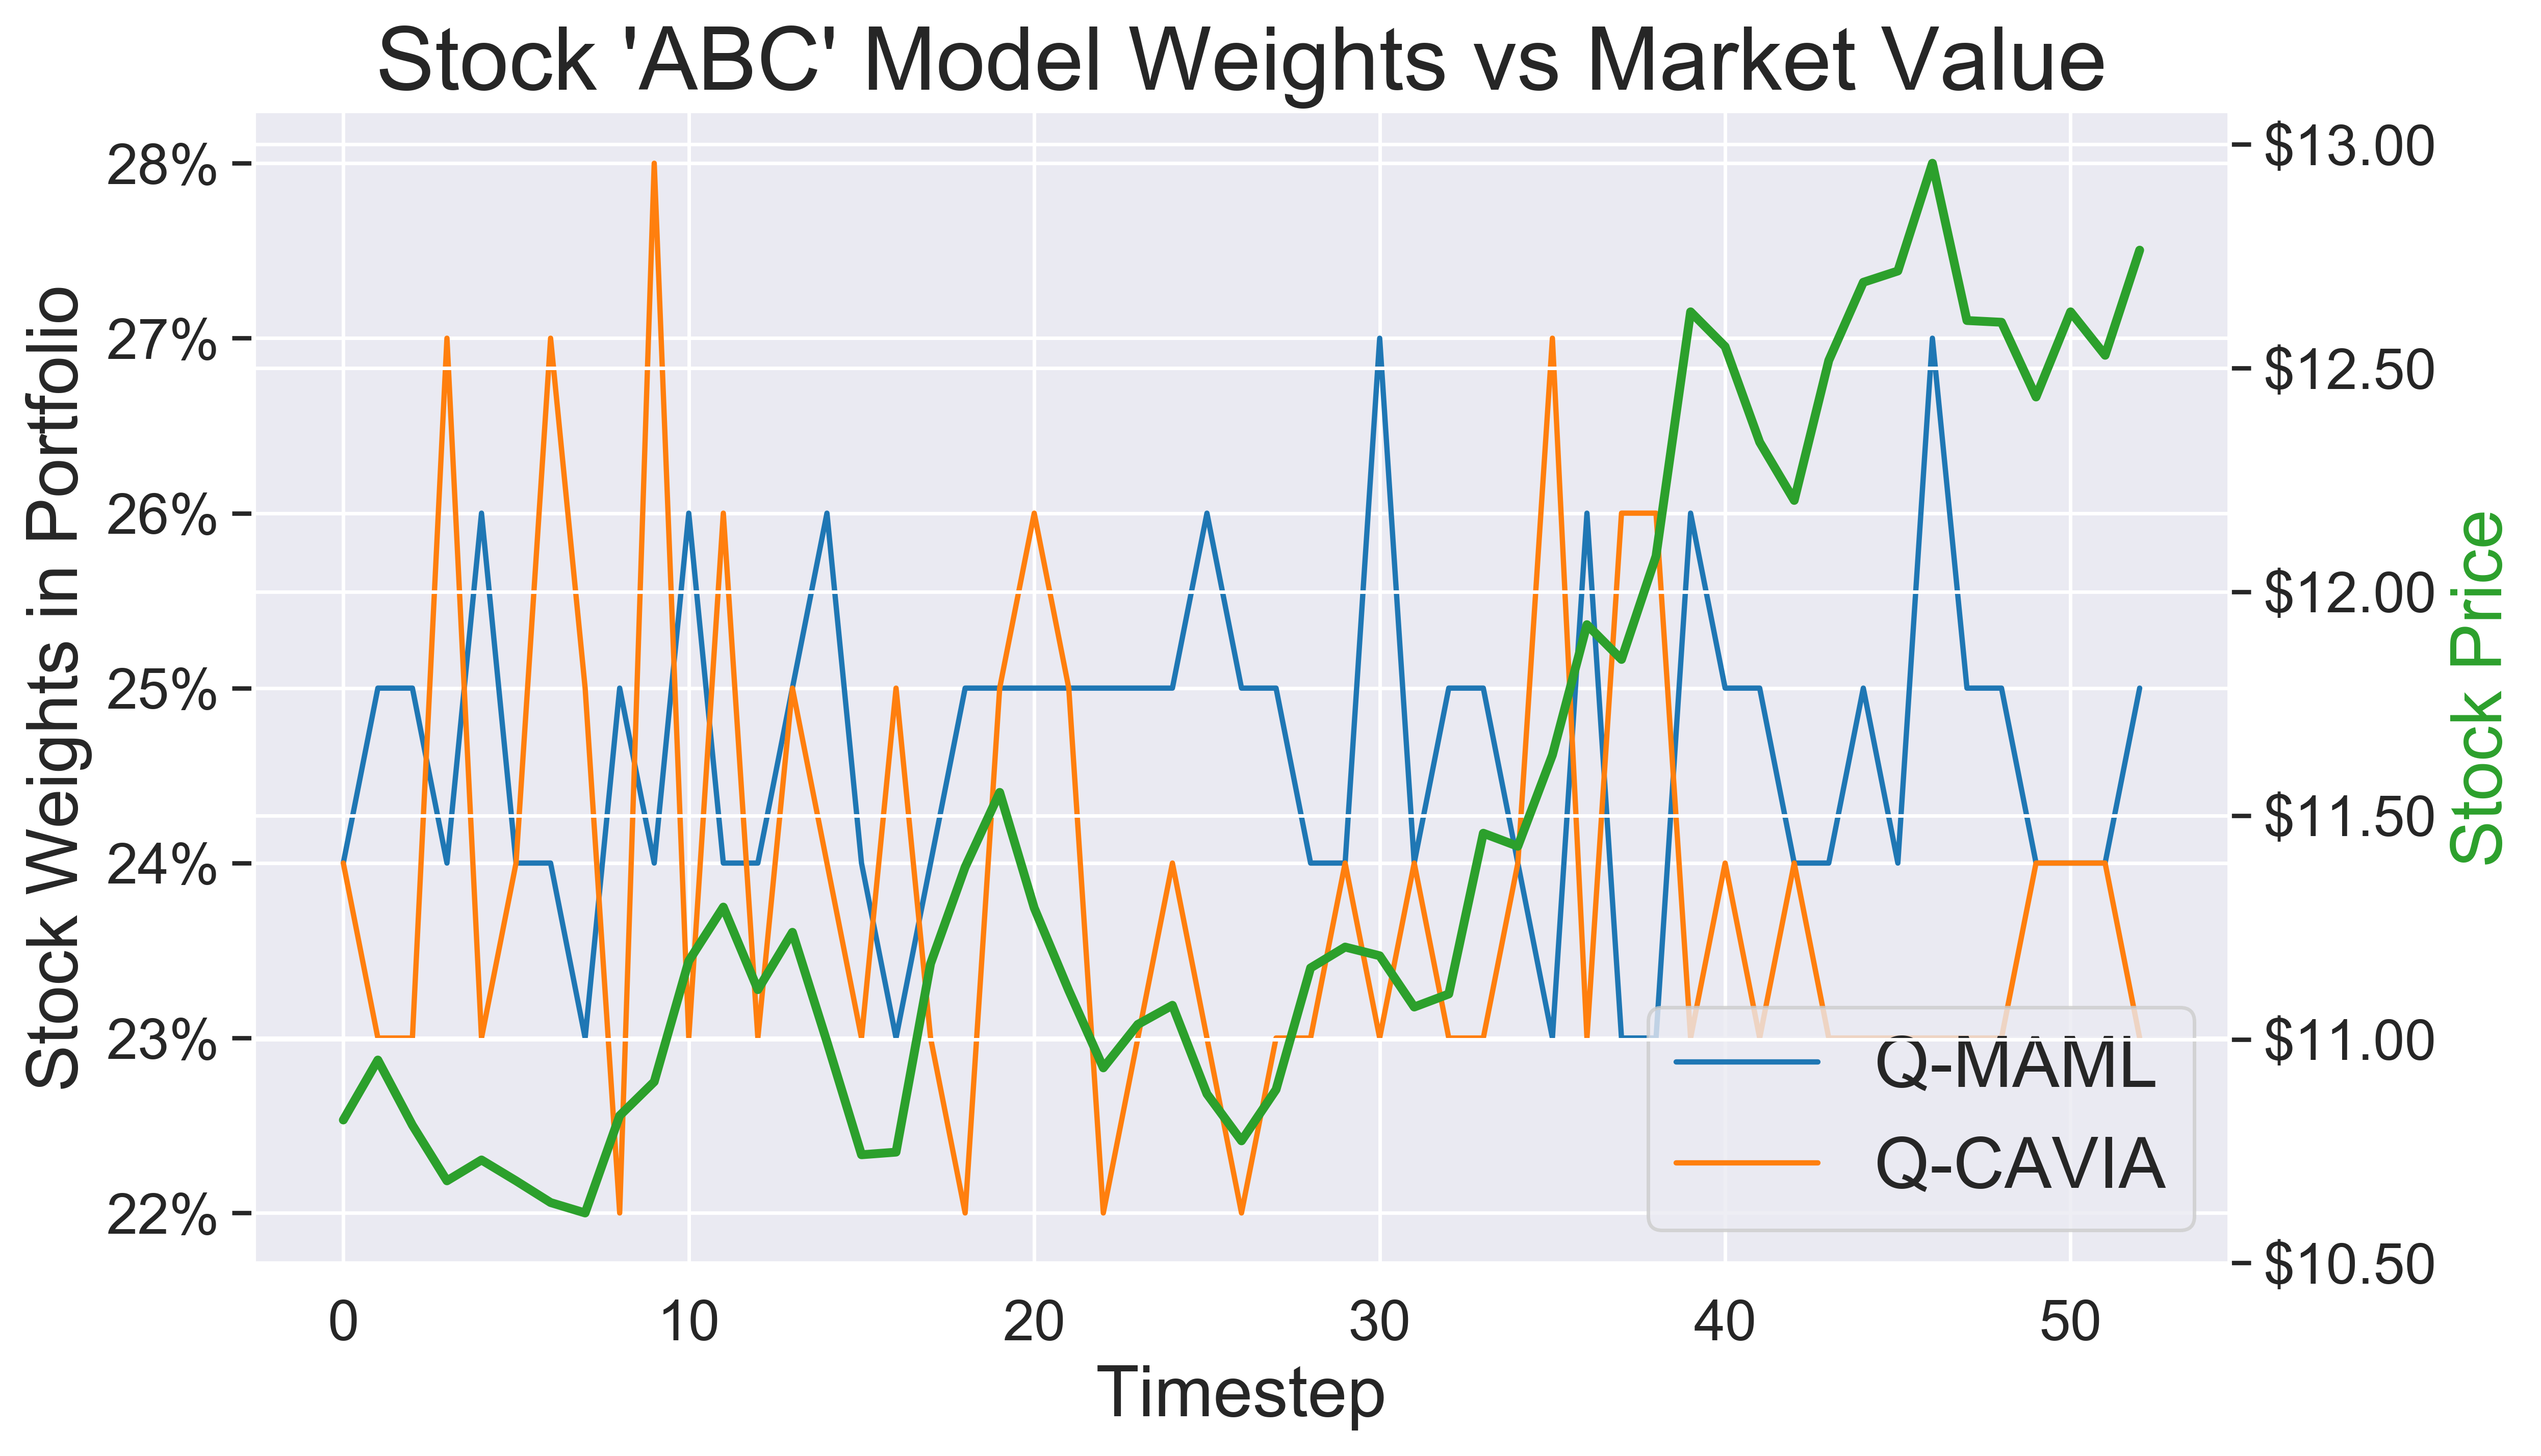 Stock 'ABC' Model Weights vs Market Value
Stock Weights in Portfolio
28%
27%
26%
25%
24%
23%
22%
$13.00
$12.50
$12.00
$11.50
$11.00
$10.50
Stock Price
Q-MAML
Q-CAVIA
0 10 20 30 40 50
Timestep